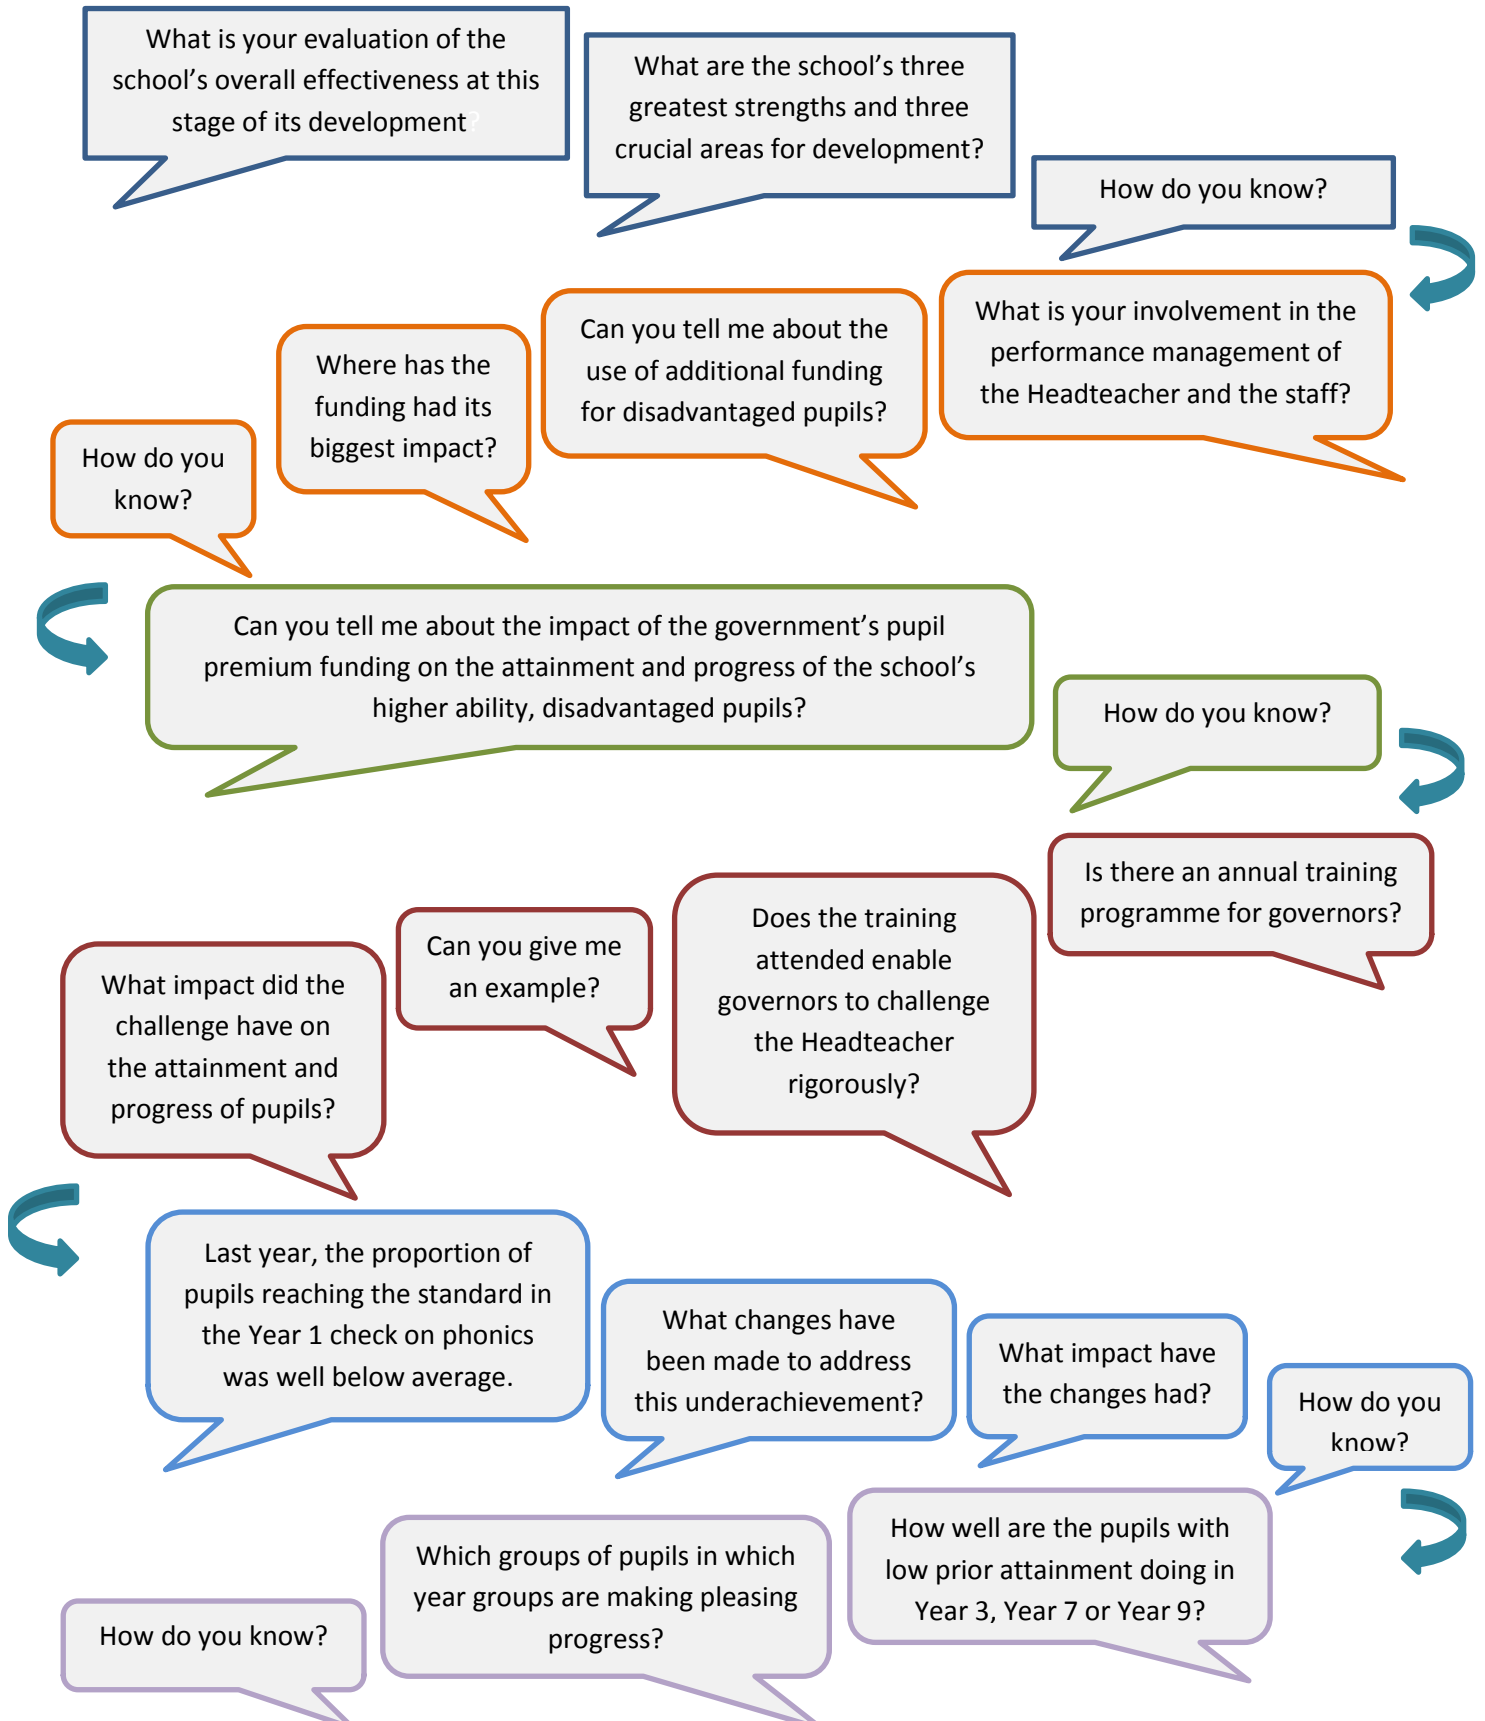 What is your evaluation of the
school’s overall effectiveness at this
stage of its development?
What are the school’s three
greatest strengths and three
crucial areas for development?
How do you know?
What is your involvement in the
performance management of
the Headteacher and the staff?
Can you tell me about the
use of additional funding
for disadvantaged pupils?
Where has the
funding had its
biggest impact?
How do you
know?
Can you tell me about the impact of the government’s pupil
premium funding on the attainment and progress of the school’s
higher ability, disadvantaged pupils?
How do you know?
Is there an annual training
programme for governors?
Does the training
attended enable
governors to challenge
the Headteacher
rigorously?
Can you give me
an example?
What impact did the
challenge have on
the attainment and
progress of pupils?
Last year, the proportion of
pupils reaching the standard in
the Year 1 check on phonics
was well below average.
What changes have
been made to address
this underachievement?
What impact have
the changes had?
How do you
know?
How well are the pupils with
low prior attainment doing in
Year 3, Year 7 or Year 9?
Which groups of pupils in which
year groups are making pleasing
progress?
How do you know?